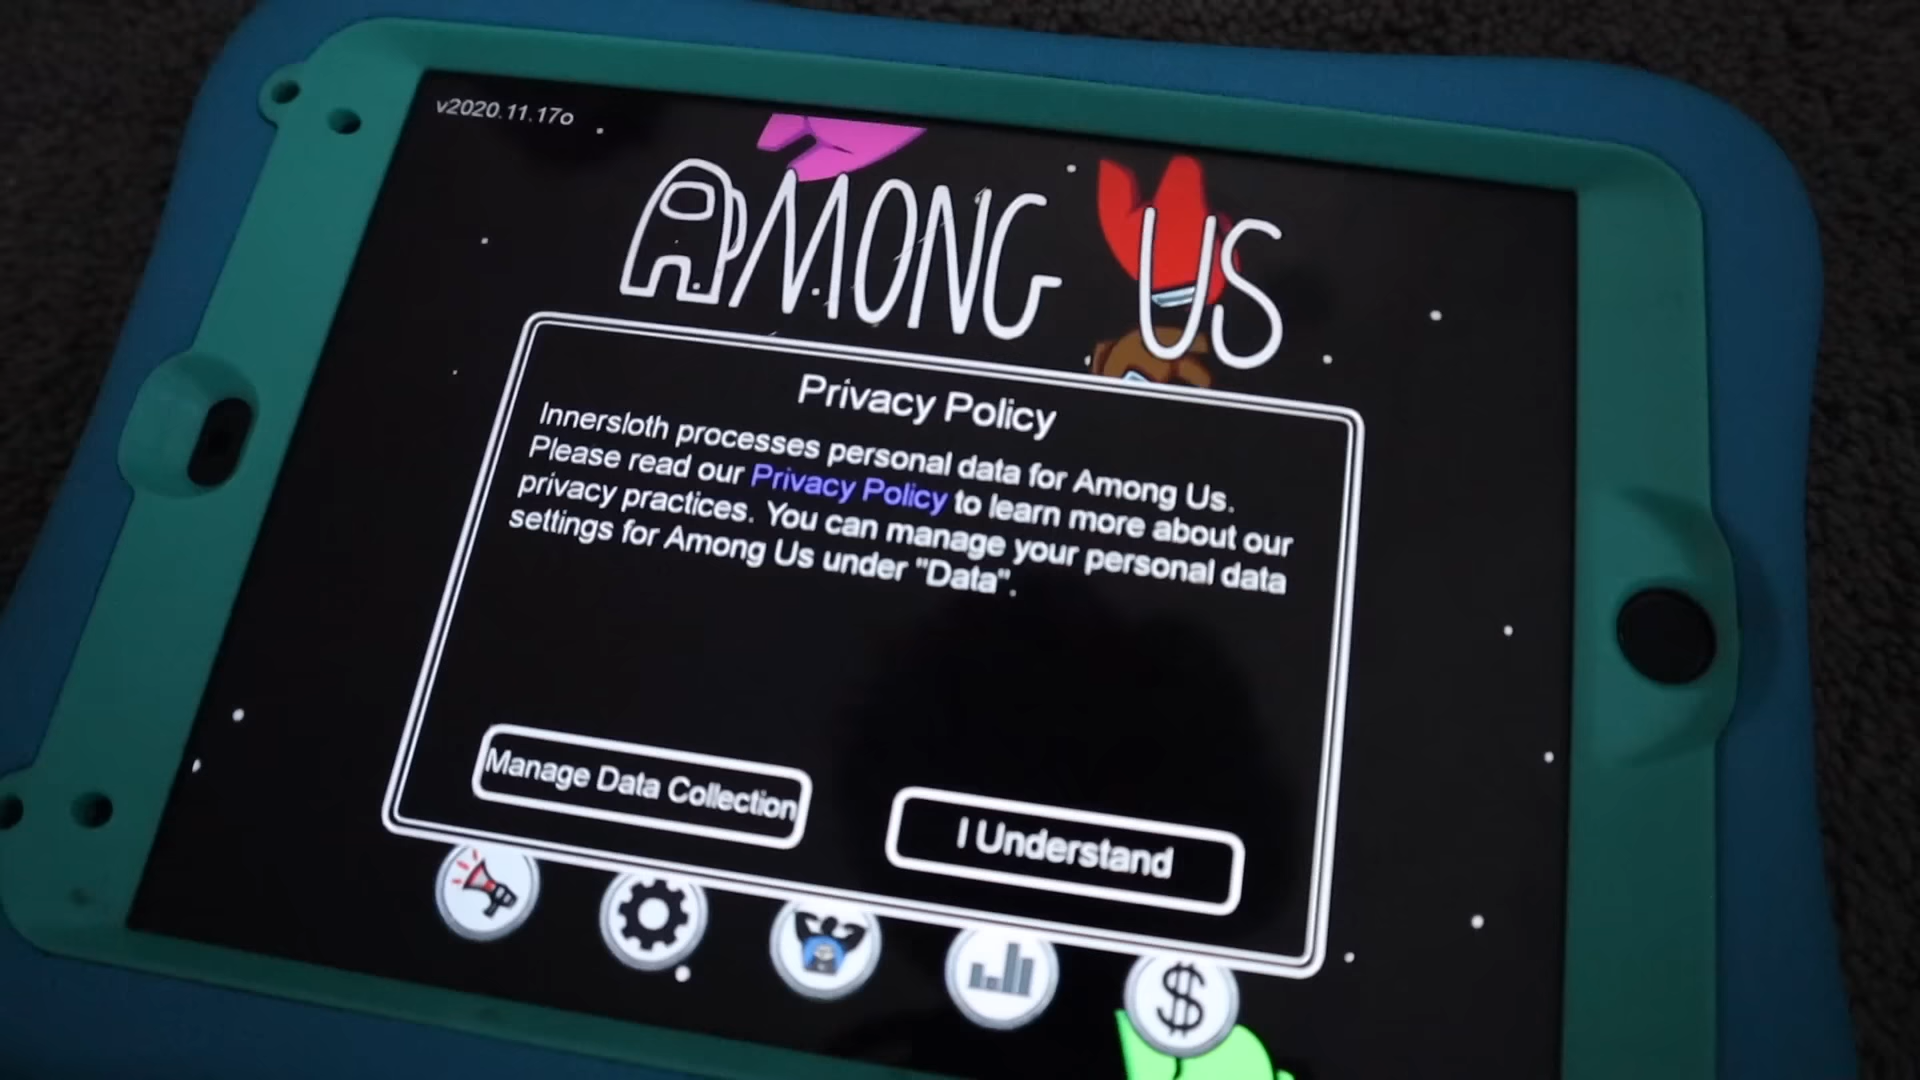 v2020.11.17o
AMONG US
Privacy Policy
Innersloth processes personal data for Among Us.
Please read our Privacy Policy to learn more about our
privacy practices. You can manage your personal data
settings for Among Us under "Data".
Manage Data Collection
I Understand
$